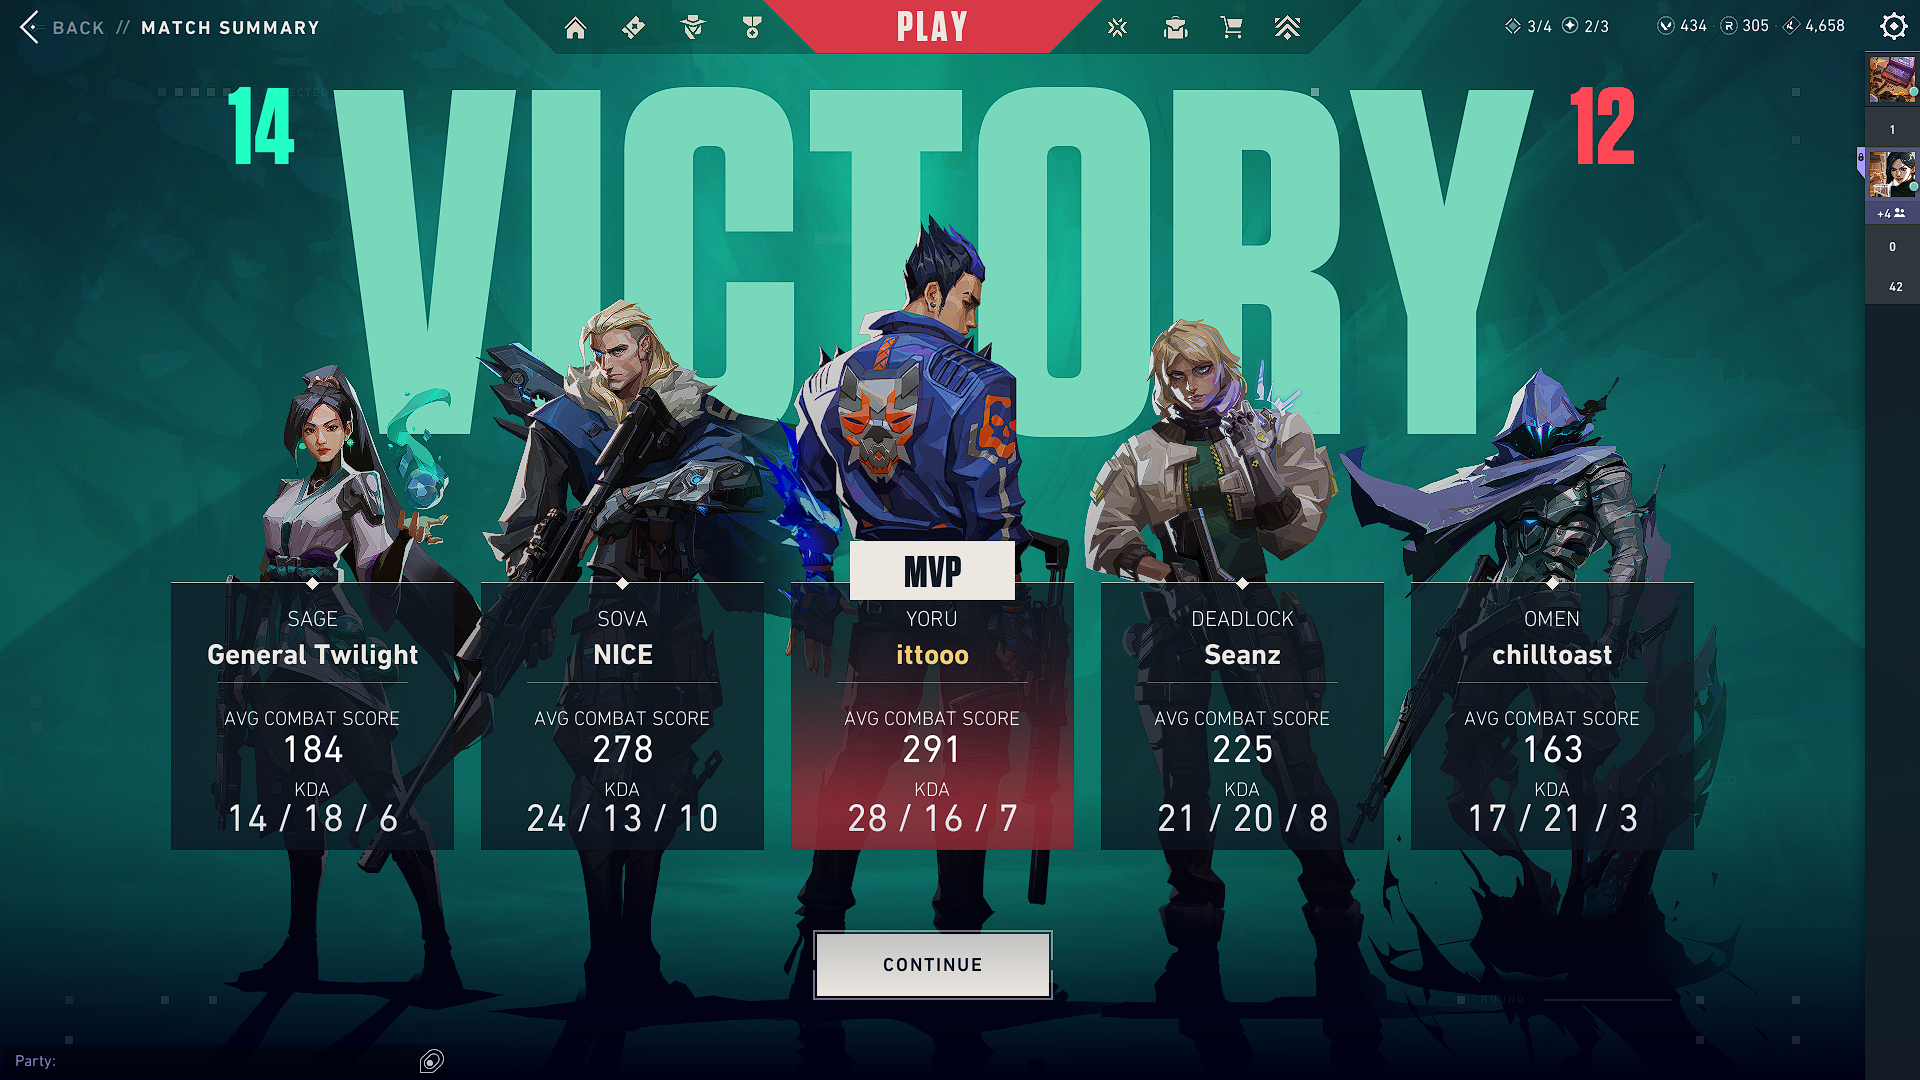 BACK // MATCH SUMMARY
PLAY
3/4 2/3 434 305 4,658
14
VICTORY
12
1
+4
0
42
MVP
SAGE
General Twilight
AVG COMBAT SCORE
184
KDA
14 / 18 / 6
SOVA
NICE
AVG COMBAT SCORE
278
KDA
24 / 13 / 10
YORU
ittooo
AVG COMBAT SCORE
291
KDA
28 / 16 / 7
DEADLOCK
Seanz
AVG COMBAT SCORE
225
KDA
21 / 20 / 8
OMEN
chilltoast
AVG COMBAT SCORE
163
KDA
17 / 21 / 3
CONTINUE
ROUND
Party: